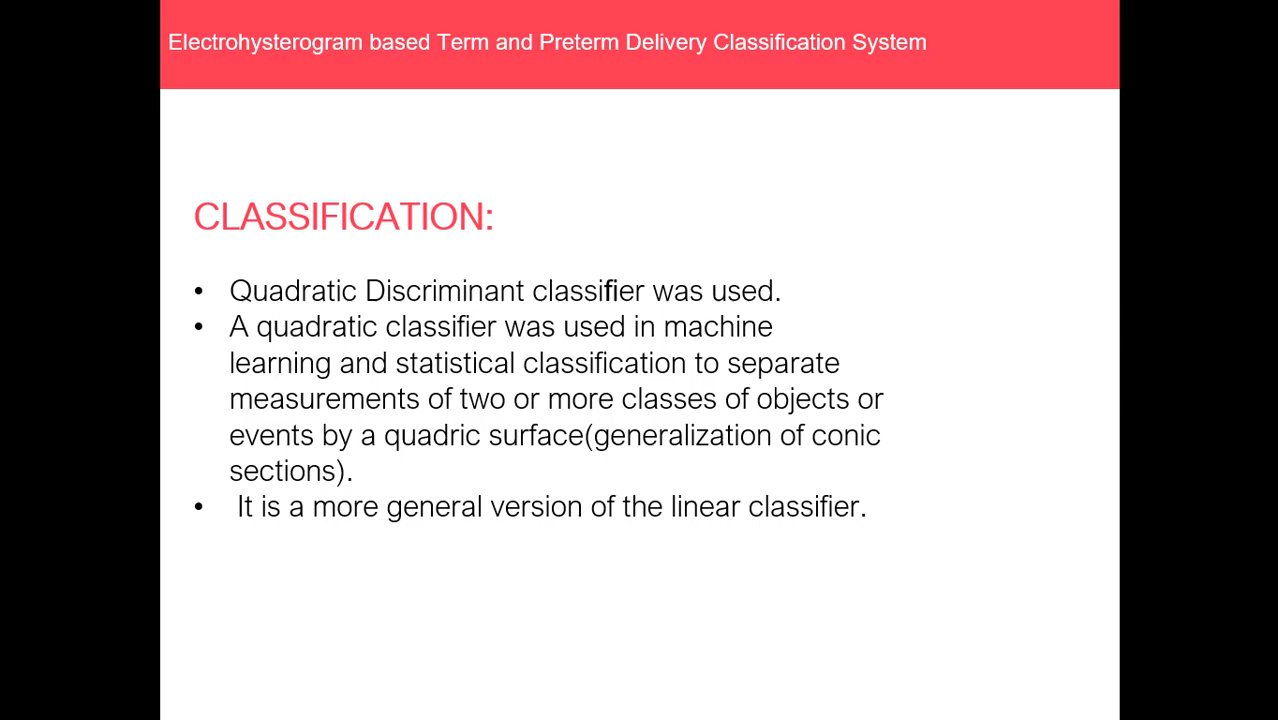 Electrohysterogram based Term and Preterm Delivery Classification System
CLASSIFICATION:
• Quadratic Discriminant classifier was used.
• A quadratic classifier was used in machine
learning and statistical classification to separate
measurements of two or more classes of objects or
events by a quadric surface(generalization of conic
sections).
• It is a more general version of the linear classifier.